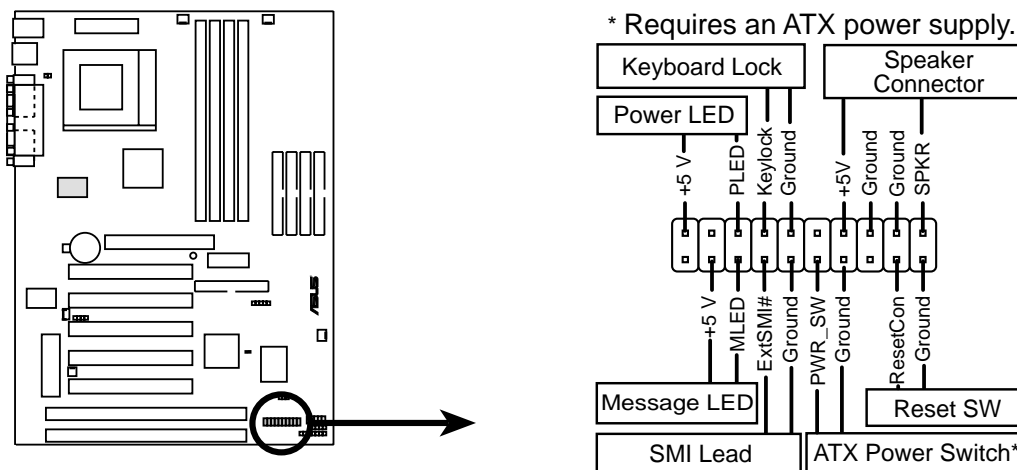 * Requires an ATX power supply.
Keyboard Lock
Speaker
Connector
Power LED
+5 V
PLED
Keylock
Ground
+5V
Ground
Ground
SPKR
ASUS
+5 V
MLED
ExtSMI#
Ground
PWR_SW
Ground
ResetCon
Ground
Message LED
Reset SW
SMI Lead
ATX Power Switch*